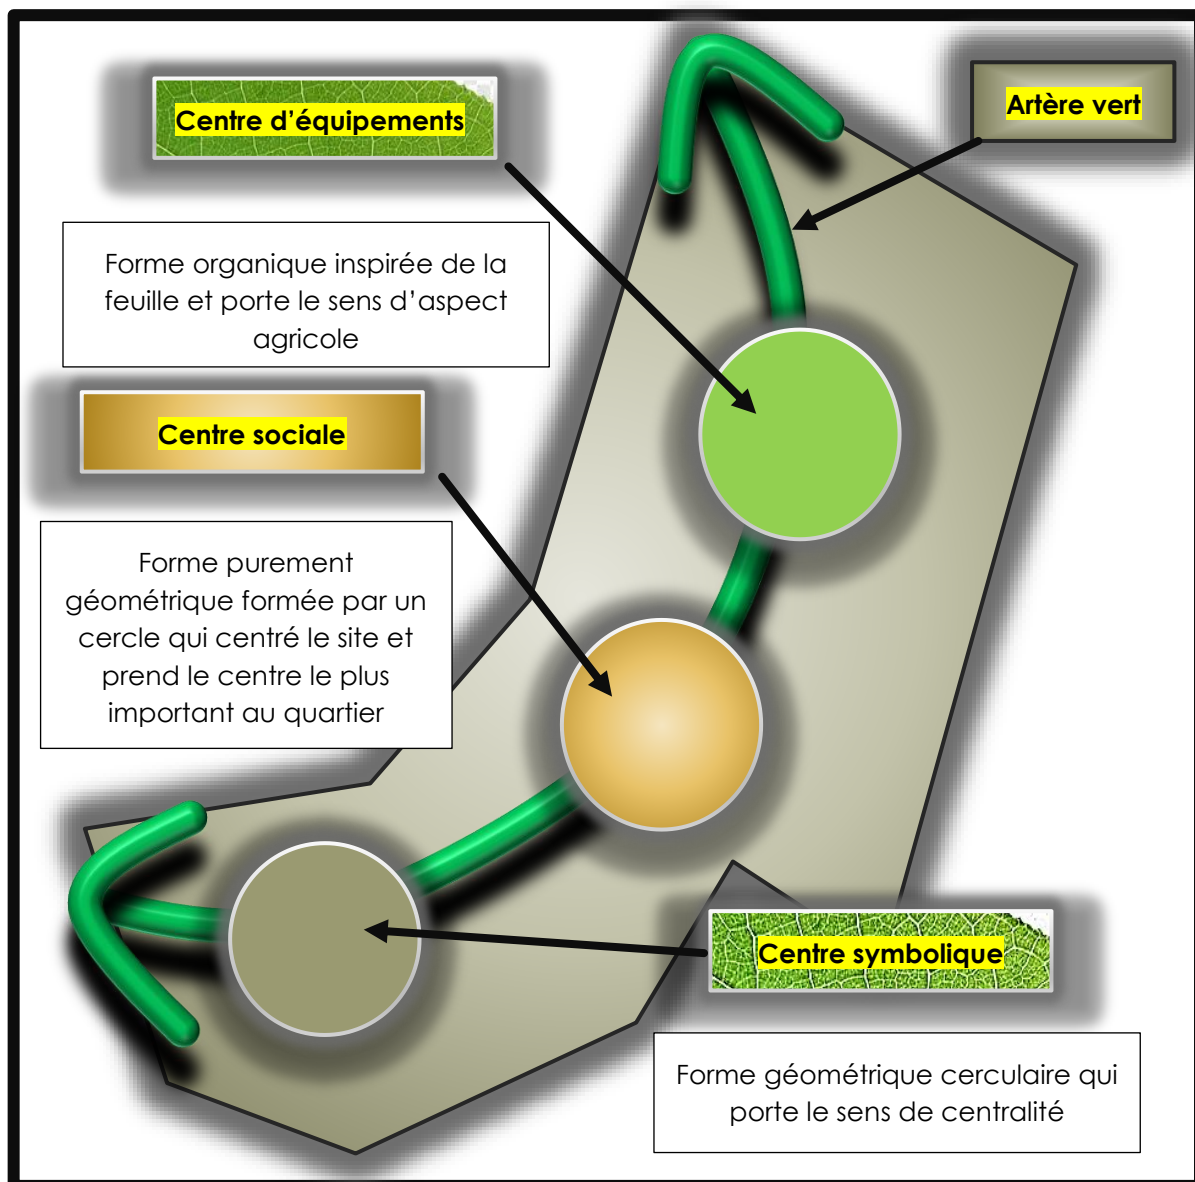 Centre d’équipements
Artère vert
Forme organique inspirée de la
feuille et porte le sens d’aspect
agricole
Centre sociale
Forme purement
géométrique formée par un
cercle qui centré le site et
prend le centre le plus
important au quartier
Centre symbolique
Forme géométrique cerculaire qui
porte le sens de centralité